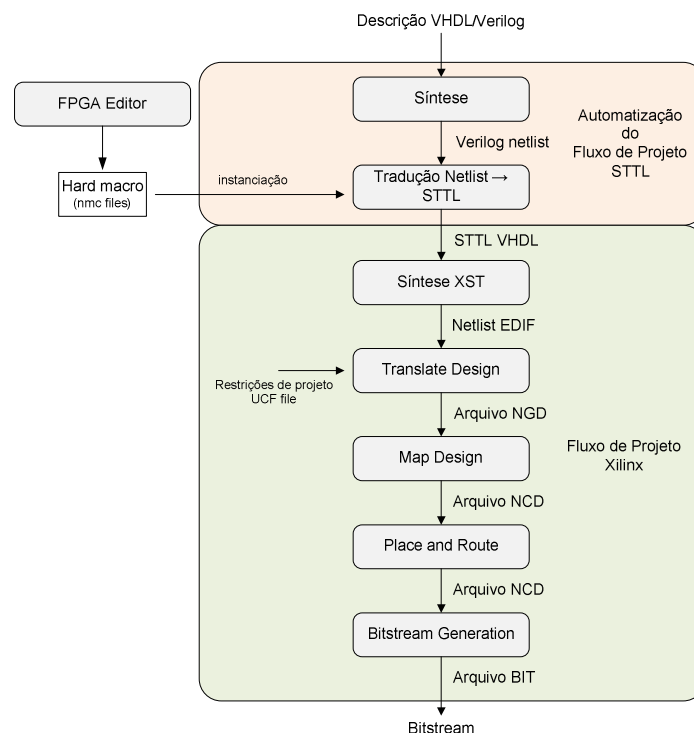 Descrição VHDL/Verilog
FPGA Editor
Síntese
Automatização
do
Fluxo de Projeto
STTL
Verilog netlist
Hard macro
(nmc files)
instanciação
Tradução Netlist →
STTL
STTL VHDL
Síntese XST
Netlist EDIF
Translate Design
Restrições de projeto
UCF file
Arquivo NGD
Fluxo de Projeto
Xilinx
Map Design
Arquivo NCD
Place and Route
Arquivo NCD
Bitstream Generation
Arquivo BIT
Bitstream